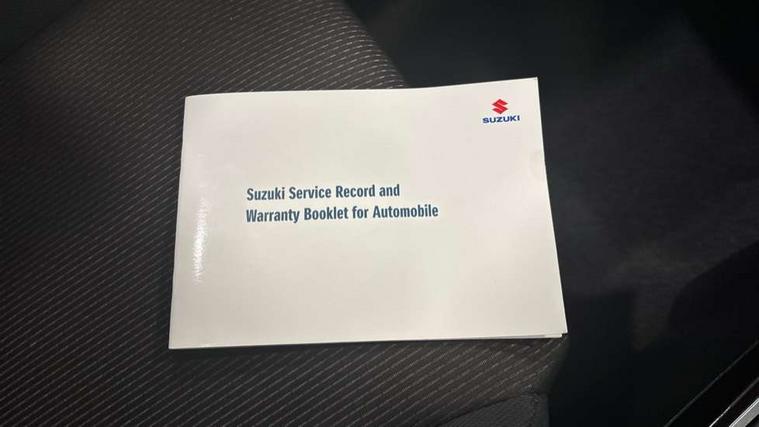 SUZUKI
Suzuki Service Record and
Warranty Booklet for Automobile